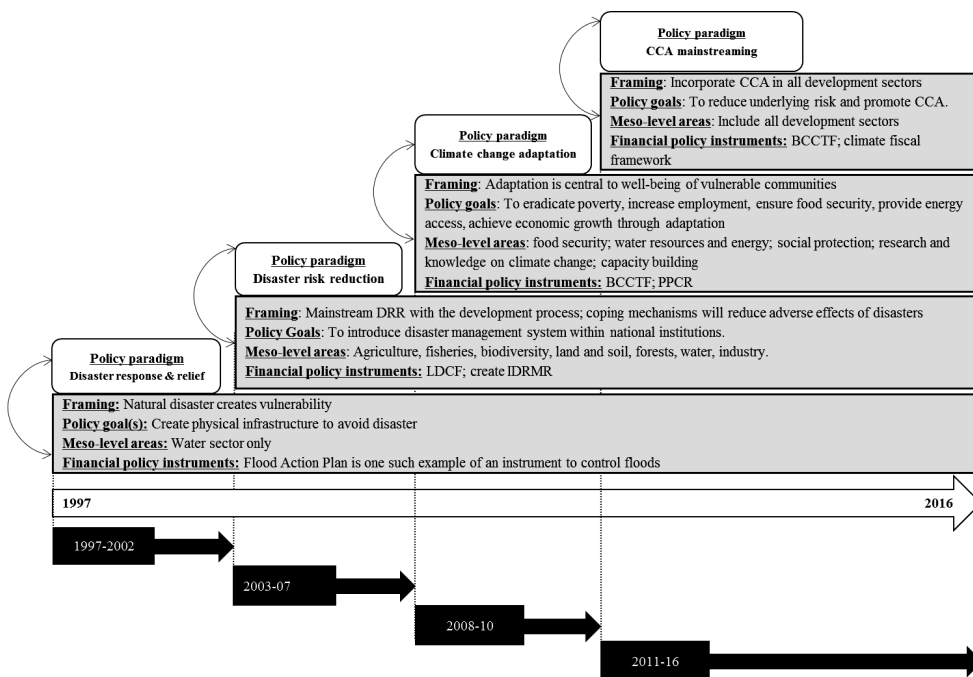 Policy paradigm
CCA mainstreaming
Framing: Incorporate CCA in all development sectors
Policy goals: To reduce underlying risk and promote CCA.
Meso-level areas: Include all development sectors
Financial policy instruments: BCCTF; climate fiscal
framework
Policy paradigm
Climate change adaptation
Framing: Adaptation is central to well-being of vulnerable communities
Policy goals: To eradicate poverty, increase employment, ensure food security, provide energy
access, achieve economic growth through adaptation
Meso-level areas: food security; water resources and energy; social protection; research and
knowledge on climate change; capacity building
Financial policy instruments: BCCTF; PPCR
Policy paradigm
Disaster risk reduction
Framing: Mainstream DRR with the development process; coping mechanisms will reduce adverse effects of disasters
Policy Goals: To introduce disaster management system within national institutions.
Meso-level areas: Agriculture, fisheries, biodiversity, land and soil, forests, water, industry.
Financial policy instruments: LDCF; create IDRMR
Policy paradigm
Disaster response & relief
Framing: Natural disaster creates vulnerability
Policy goal(s): Create physical infrastructure to avoid disaster
Meso-level areas: Water sector only
Financial policy instruments: Flood Action Plan is one such example of an instrument to control floods
1997 2016
1997-2002
2003-07
2008-10
2011-16